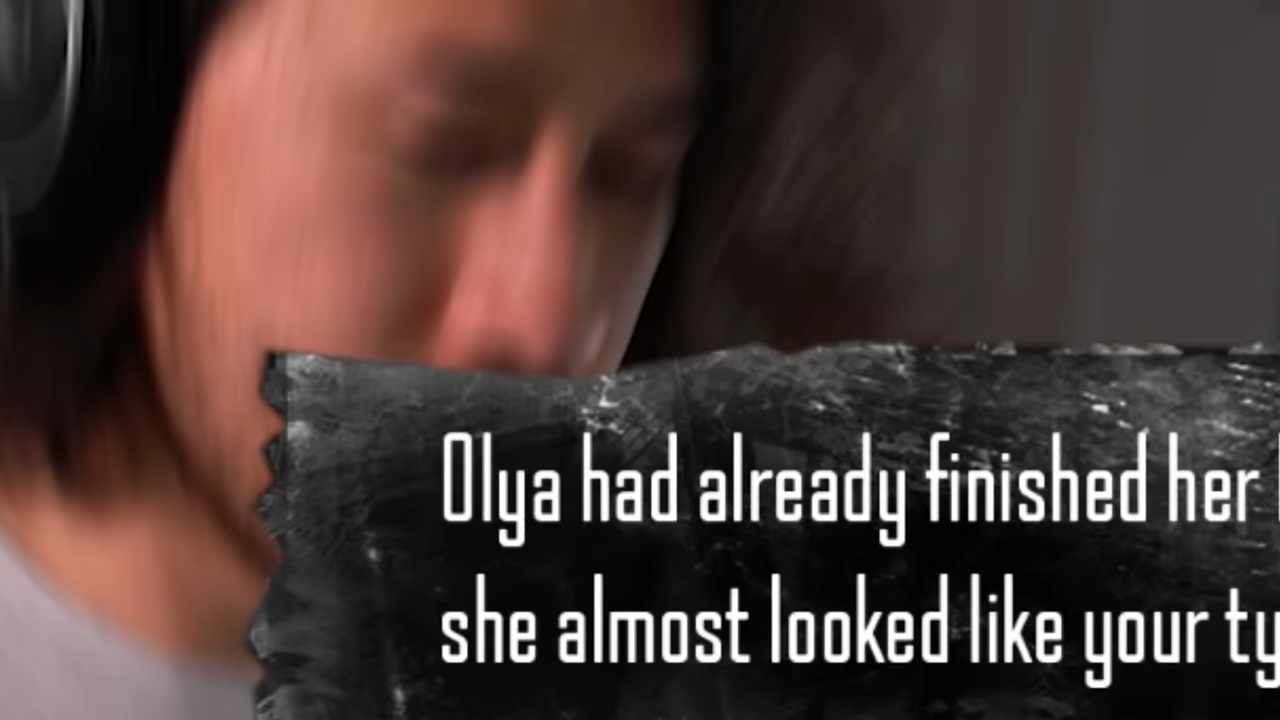 Olya had already finished her
she almost looked like your